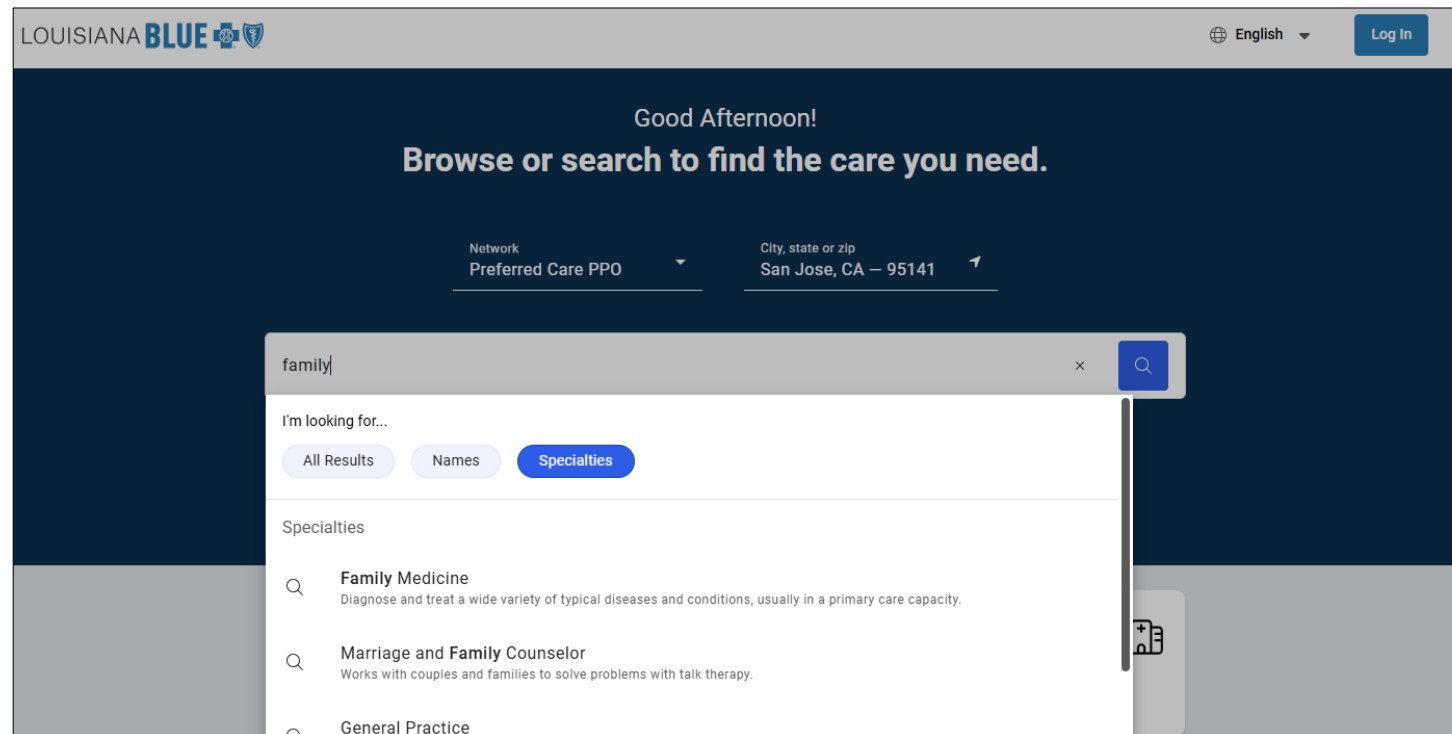 LOUISIANA BLUE
English
Log In
Good Afternoon!
Browse or search to find the care you need.
Network
Preferred Care PPO
City, state or zip
San Jose, CA — 95141
family
I'm looking for...
All Results
Names
Specialties
Specialties
Family Medicine
Diagnose and treat a wide variety of typical diseases and conditions, usually in a primary care capacity.
Marriage and Family Counselor
Works with couples and families to solve problems with talk therapy.
General Practice